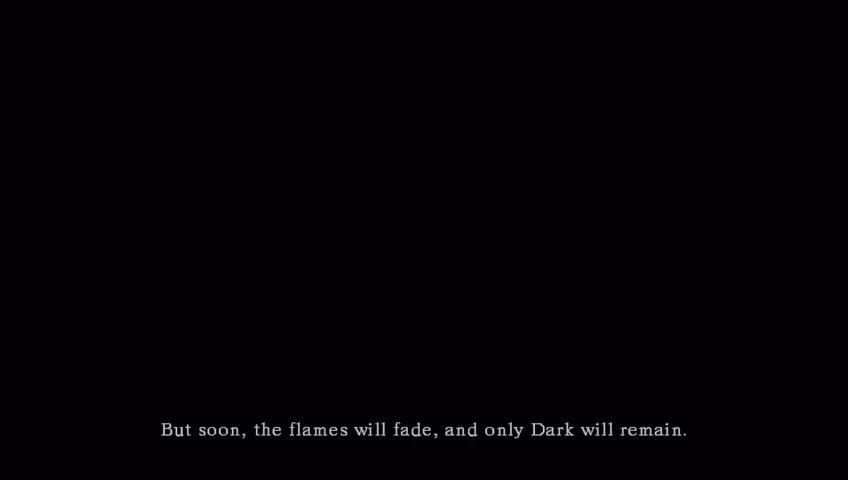 But soon, the flames will fade, and only Dark will remain.